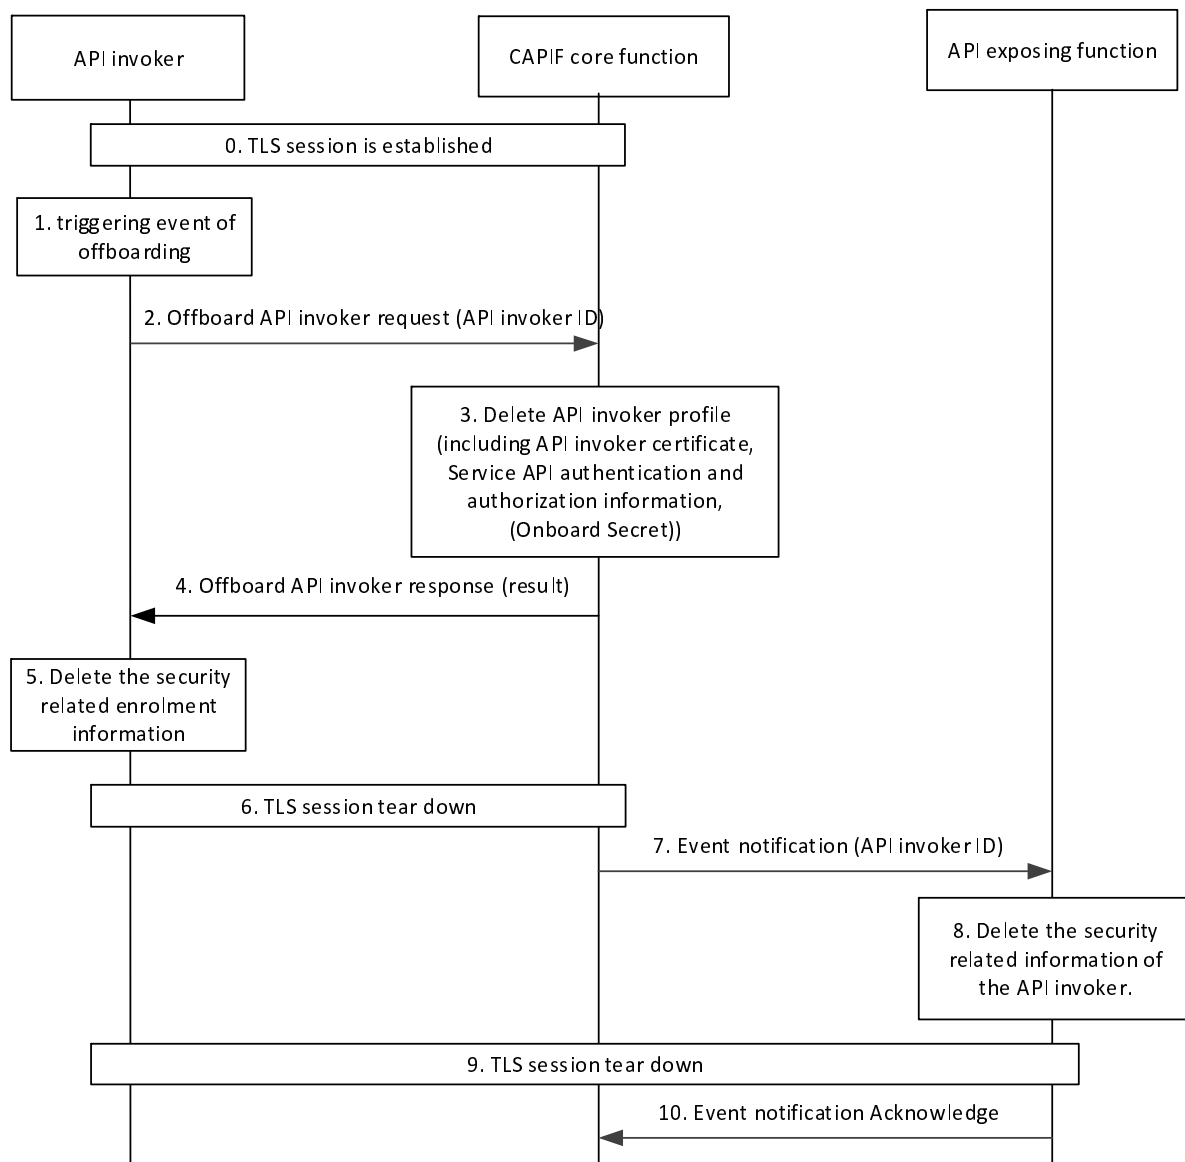 API invoker
CAPIF core function
API exposing function
0. TLS session is established
1. triggering event of
offboarding
2. Offboard API invoker request (API invoker ID)
3. Delete API invoker profile
(including API invoker certificate,
Service API authentication and
authorization information,
(Onboard Secret))
4. Offboard API invoker response (result)
5. Delete the security
related enrolment
information
6. TLS session tear down
7. Event notification (API invoker ID)
8. Delete the security
related information of
the API invoker.
9. TLS session tear down
10. Event notification Acknowledge